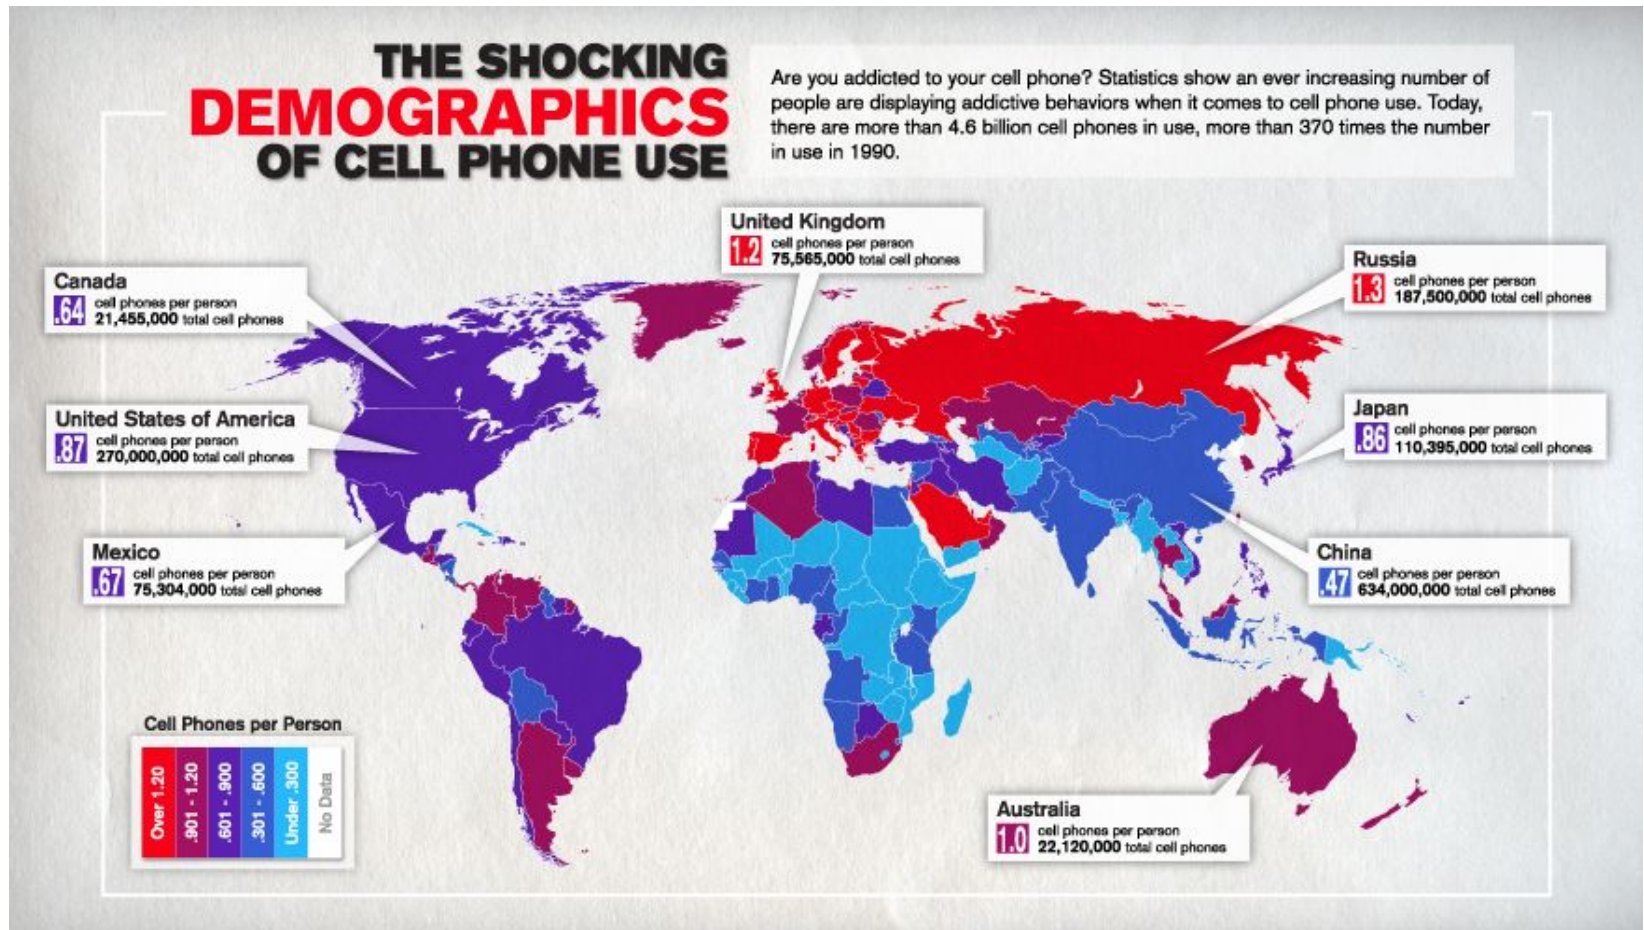 THE SHOCKING
DEMOGRAPHICS
OF CELL PHONE USE
Are you addicted to your cell phone? Statistics show an ever increasing number of
people are displaying addictive behaviors when it comes to cell phone use. Today,
there are more than 4.6 billion cell phones in use, more than 370 times the number
in use in 1990.
United Kingdom
1.2 cell phones per person
75,565,000 total cell phones
Russia
1.3 cell phones per person
187,500,000 total cell phones
Canada
.64 cell phones per person
21,455,000 total cell phones
United States of America
.87 cell phones per person
270,000,000 total cell phones
Japan
.86 cell phones per person
110,395,000 total cell phones
Mexico
.67 cell phones per person
75,304,000 total cell phones
China
.47 cell phones per person
634,000,000 total cell phones
Australia
1.0 cell phones per person
22,120,000 total cell phones
Cell Phones per Person
Over 1.20
.901 - 1.20
.601 - .900
.301 - .600
Under .300
No Data